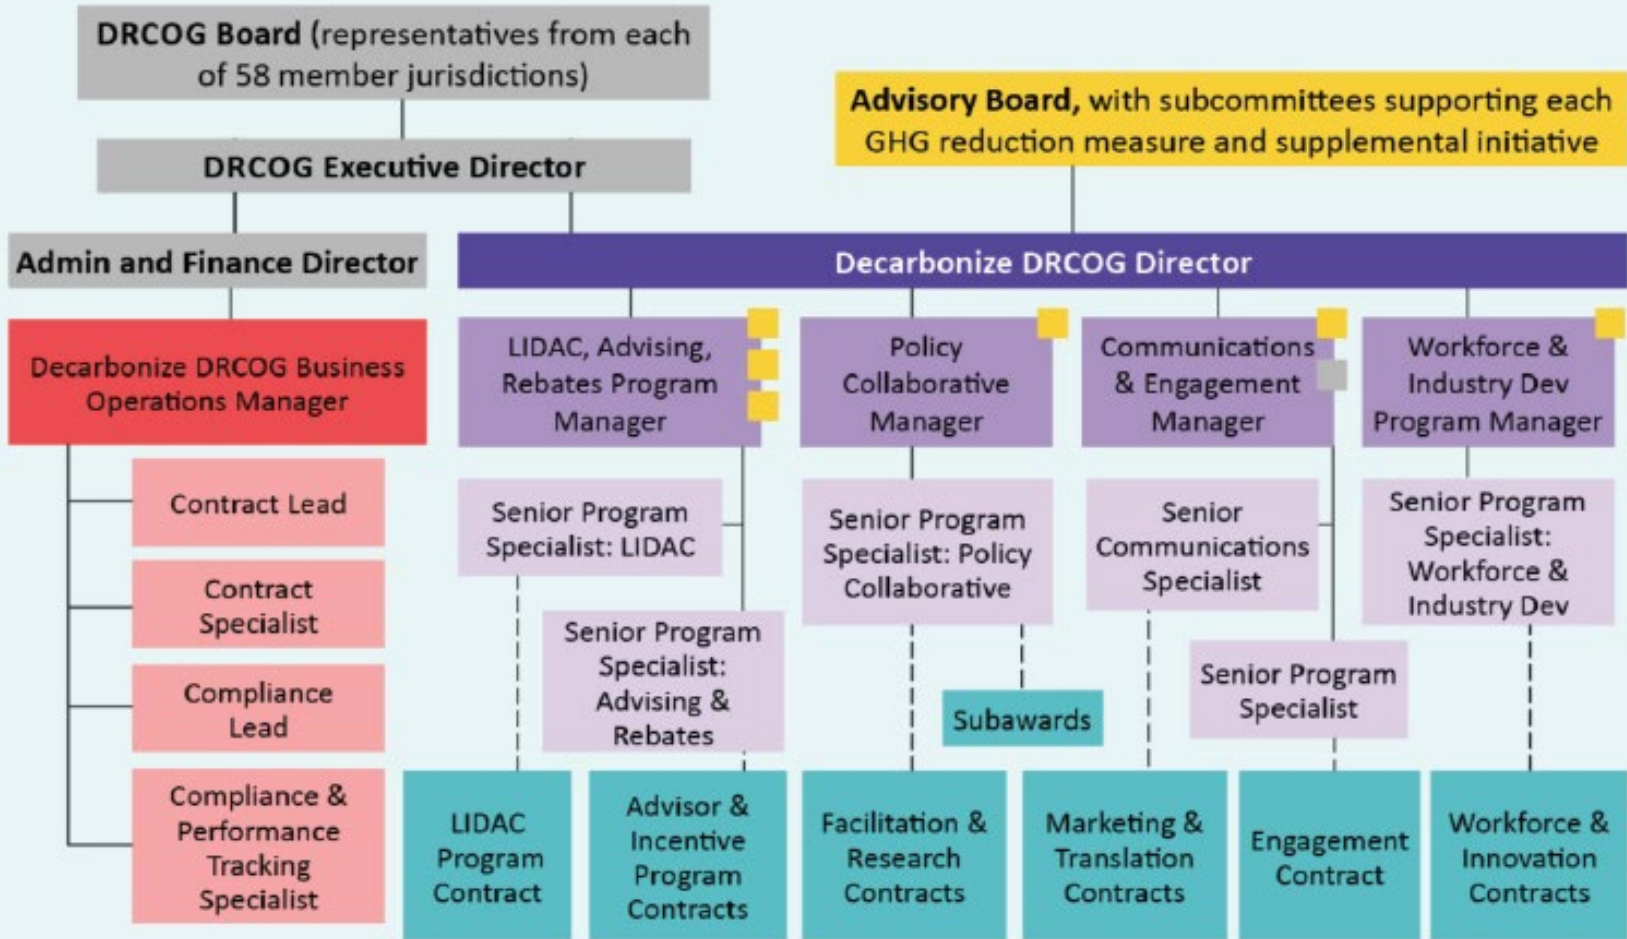 DRCOG Board (representatives from each
of 58 member jurisdictions)
Advisory Board, with subcommittees supporting each
GHG reduction measure and supplemental initiative
DRCOG Executive Director
Admin and Finance Director
Decarbonize DRCOG Director
Decarbonize DRCOG Business
Operations Manager
LIDAC, Advising,
Rebates Program
Manager
Policy
Collaborative
Manager
Communications
& Engagement
Manager
Workforce &
Industry Dev
Program Manager
Contract Lead
Contract
Specialist
Compliance
Lead
Compliance &
Performance
Tracking
Specialist
Senior Program
Specialist: LIDAC
Senior Program
Specialist:
Advising &
Rebates
Senior Program
Specialist: Policy
Collaborative
Senior
Communications
Specialist
Senior Program
Specialist
Senior Program
Specialist:
Workforce &
Industry Dev
Subawards
LIDAC
Program
Contract
Advisor &
Incentive
Program
Contracts
Facilitation &
Research
Contracts
Marketing &
Translation
Contracts
Engagement
Contract
Workforce &
Innovation
Contracts